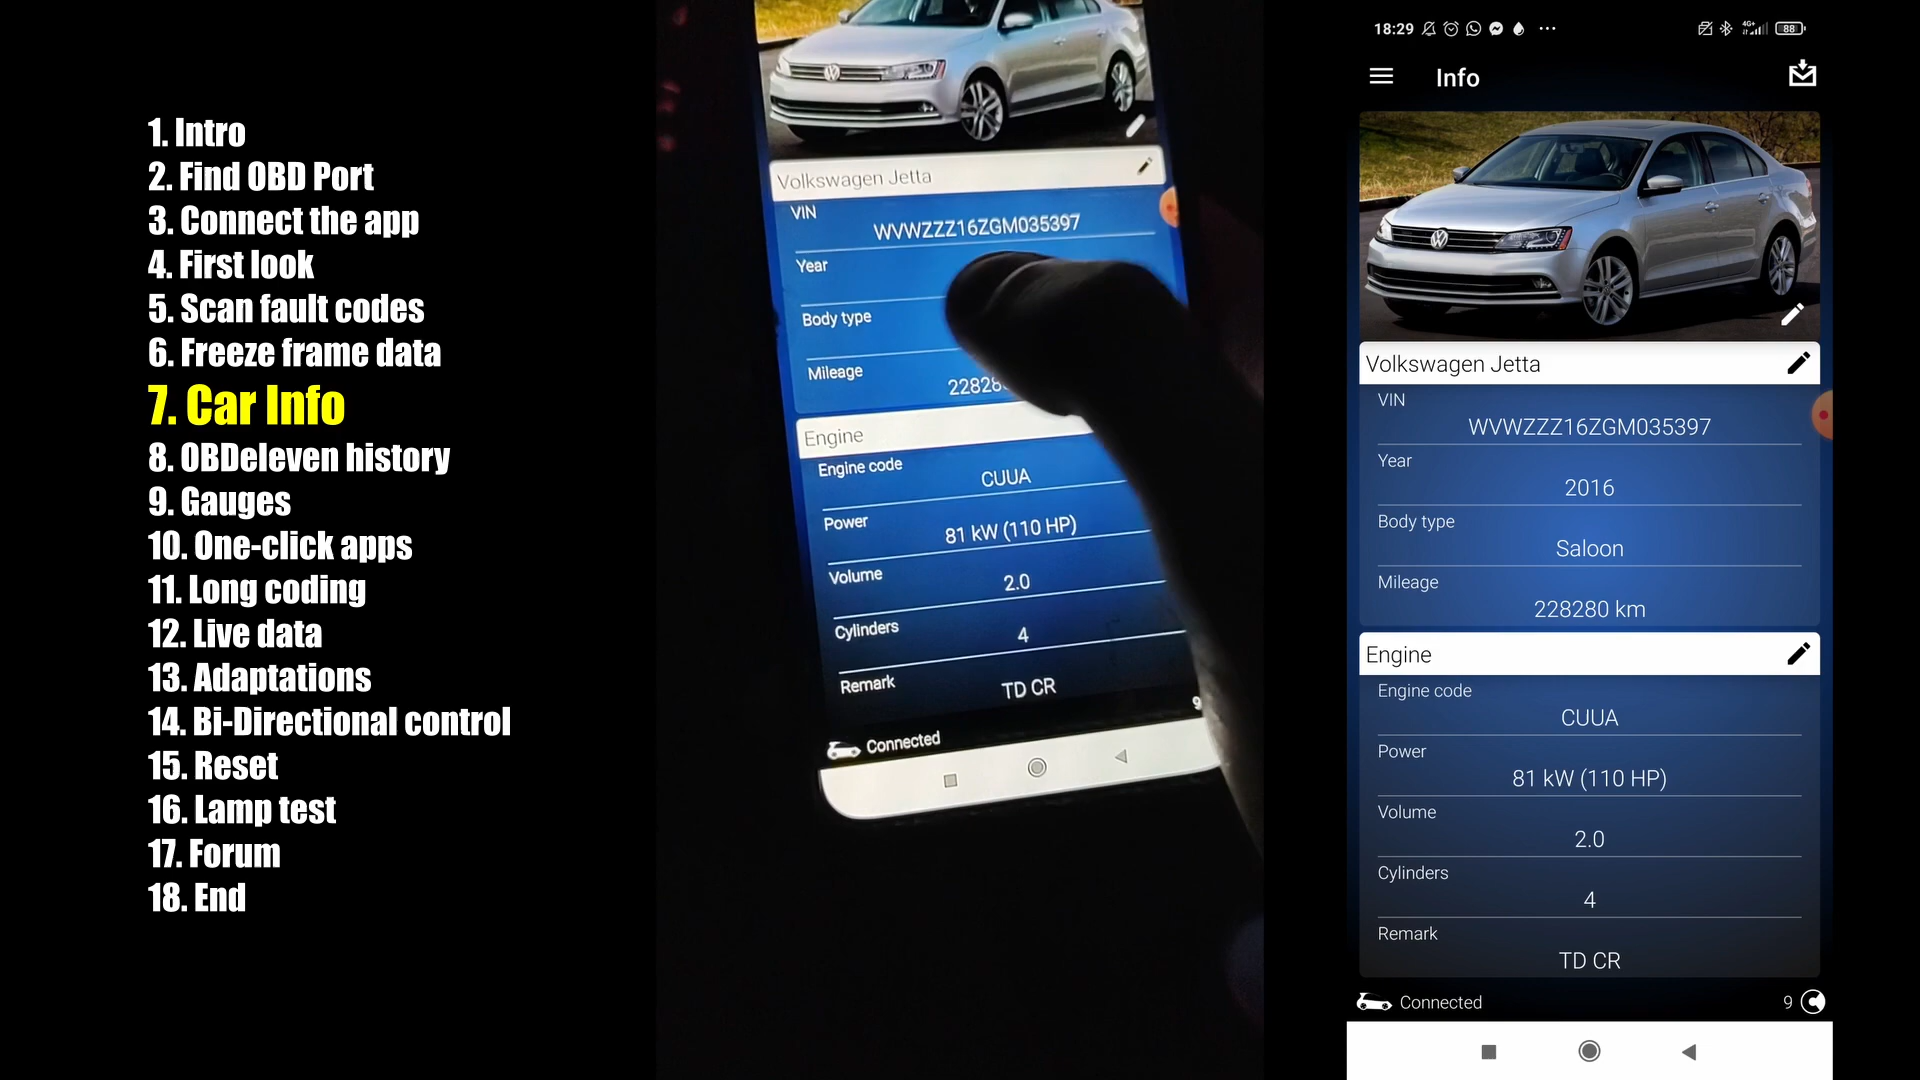 1. Intro
2. Find OBD Port
3. Connect the app
4. First look
5. Scan fault codes
6. Freeze frame data
7. Car Info
8. OBDeleven history
9. Gauges
10. One-click apps
11. Long coding
12. Live data
13. Adaptations
14. Bi-Directional control
15. Reset
16. Lamp test
17. Forum
18. End
Volkswagen Jetta
VIN
WVWZZZ16ZGM035397
Year
Body type
Mileage
22828
Engine
Engine code
CUUA
Power
81 kW (110 HP)
Volume
2.0
Cylinders
4
Remark
TD CR
9
Connected
18:29 4G+ 88
Info
Volkswagen Jetta
VIN
WVWZZZ16ZGM035397
Year
2016
Body type
Saloon
Mileage
228280 km
Engine
Engine code
CUUA
Power
81 kW (110 HP)
Volume
2.0
Cylinders
4
Remark
TD CR
Connected 9